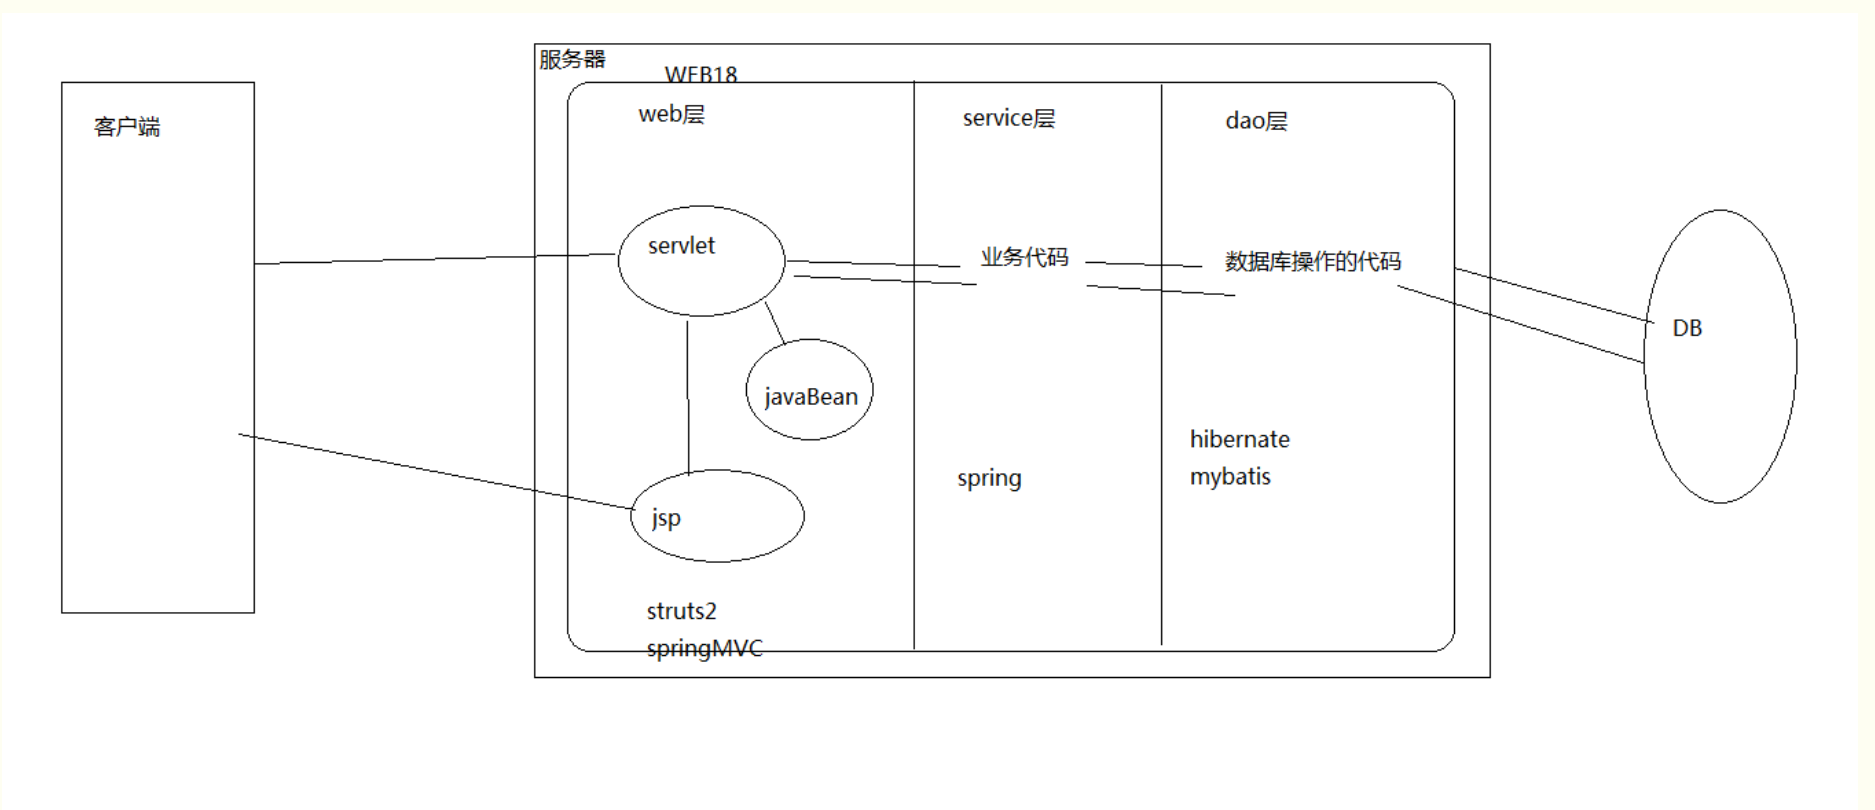 服务器
WEB18
客户端
web层
service层
dao层
servlet
业务代码
数据库操作的代码
DB
javaBean
hibernate
mybatis
spring
jsp
struts2
springMVC